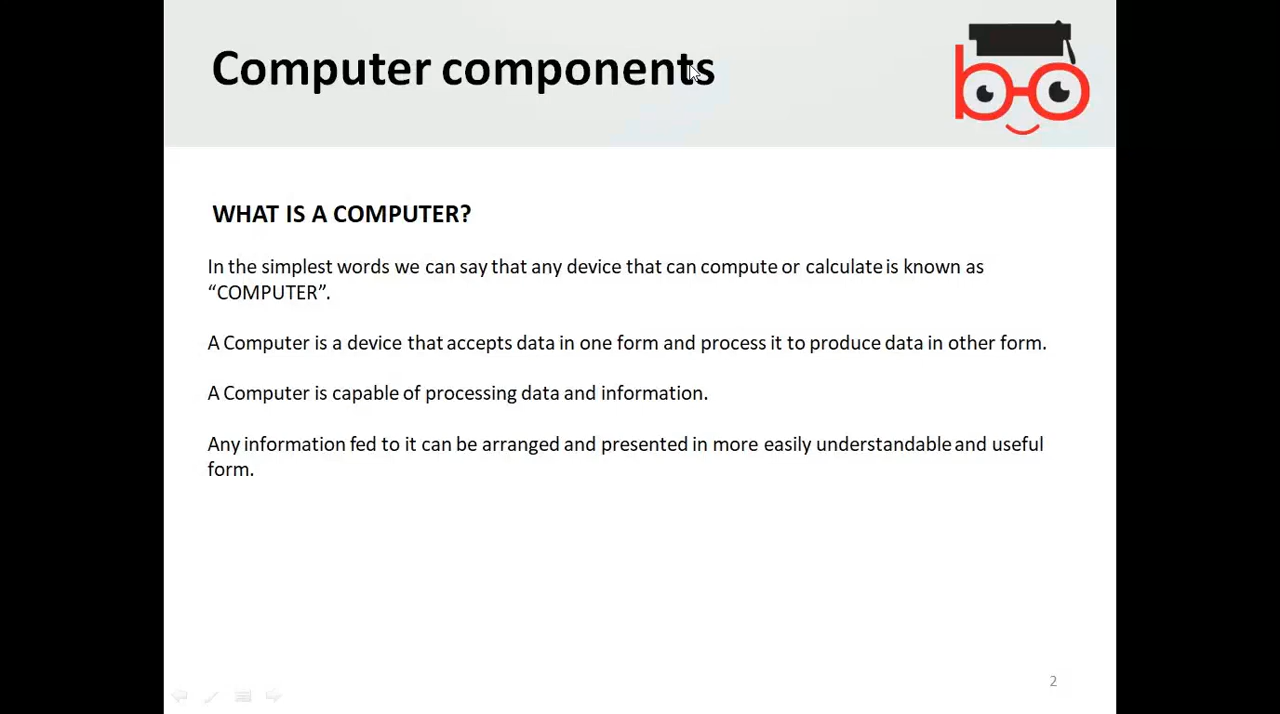 Computer components
WHAT IS A COMPUTER?
In the simplest words we can say that any device that can compute or calculate is known as
“COMPUTER”.
A Computer is a device that accepts data in one form and process it to produce data in other form.
A Computer is capable of processing data and information.
Any information fed to it can be arranged and presented in more easily understandable and useful
form.
2